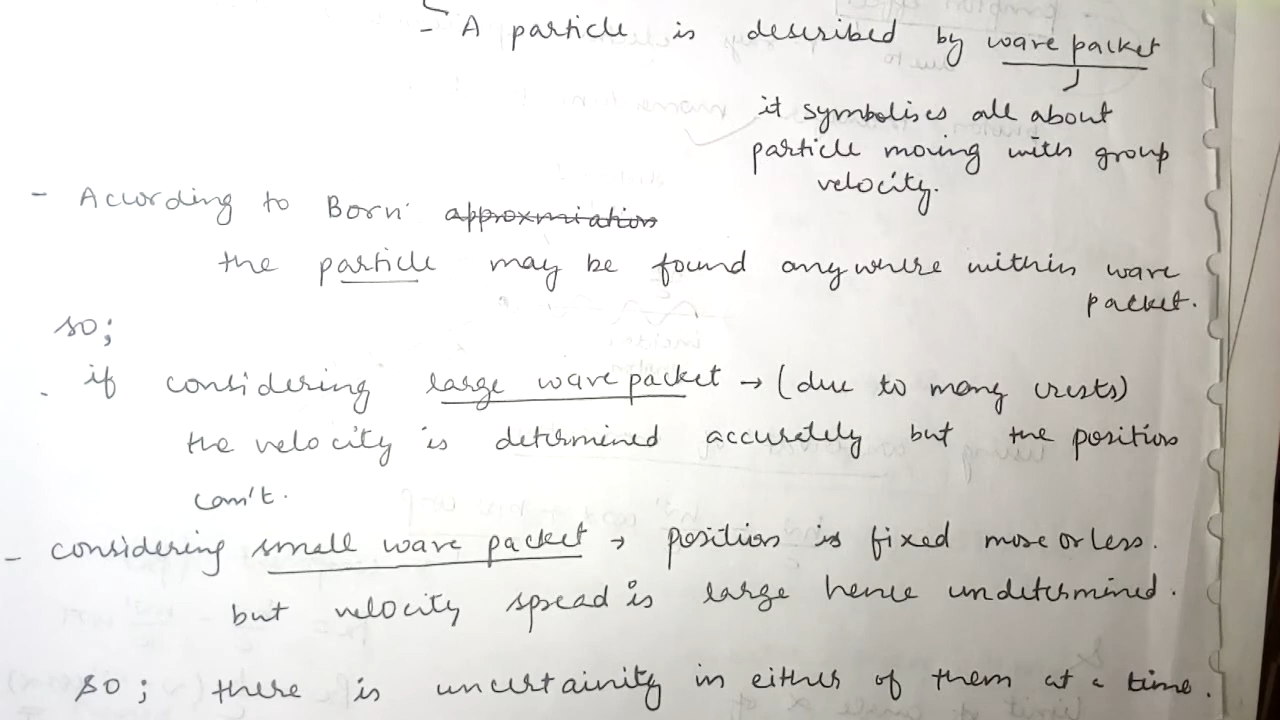 - A particle is described by wave packet
it symbolises all about
particle moving with group
velocity.
- According to Born approxmiation
the particle may be found anywhere within wave
packet.
so;
. if considering large wave packet → (due to many crests)
the velocity is determined accurately but the position
can't.
- considering small wave packet → position is fixed more or less.
but velocity spread is large hence undetermined.
so; there is uncertainity in either of them at a time.